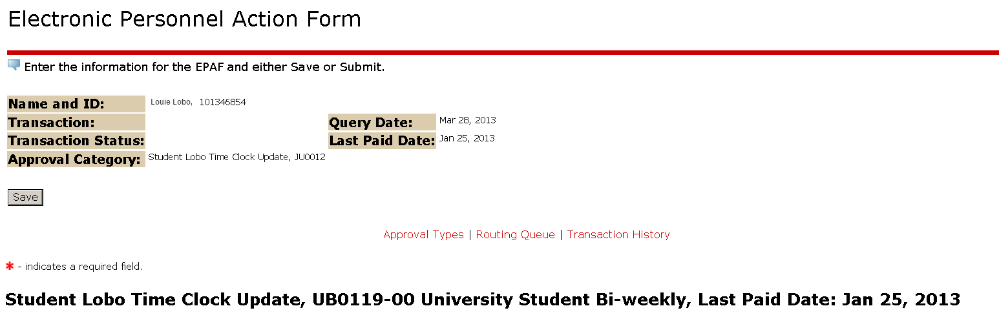 Electronic Personnel Action Form
Enter the information for the EPAF and either Save or Submit.
Name and ID: Louie Lobo, 101346854
Transaction: Query Date: Mar 28, 2013
Transaction Status: Last Paid Date: Jan 25, 2013
Approval Category: Student Lobo Time Clock Update, JU0012
Save
Approval Types | Routing Queue | Transaction History
* - indicates a required field.
Student Lobo Time Clock Update, UB0119-00 University Student Bi-weekly, Last Paid Date: Jan 25, 2013